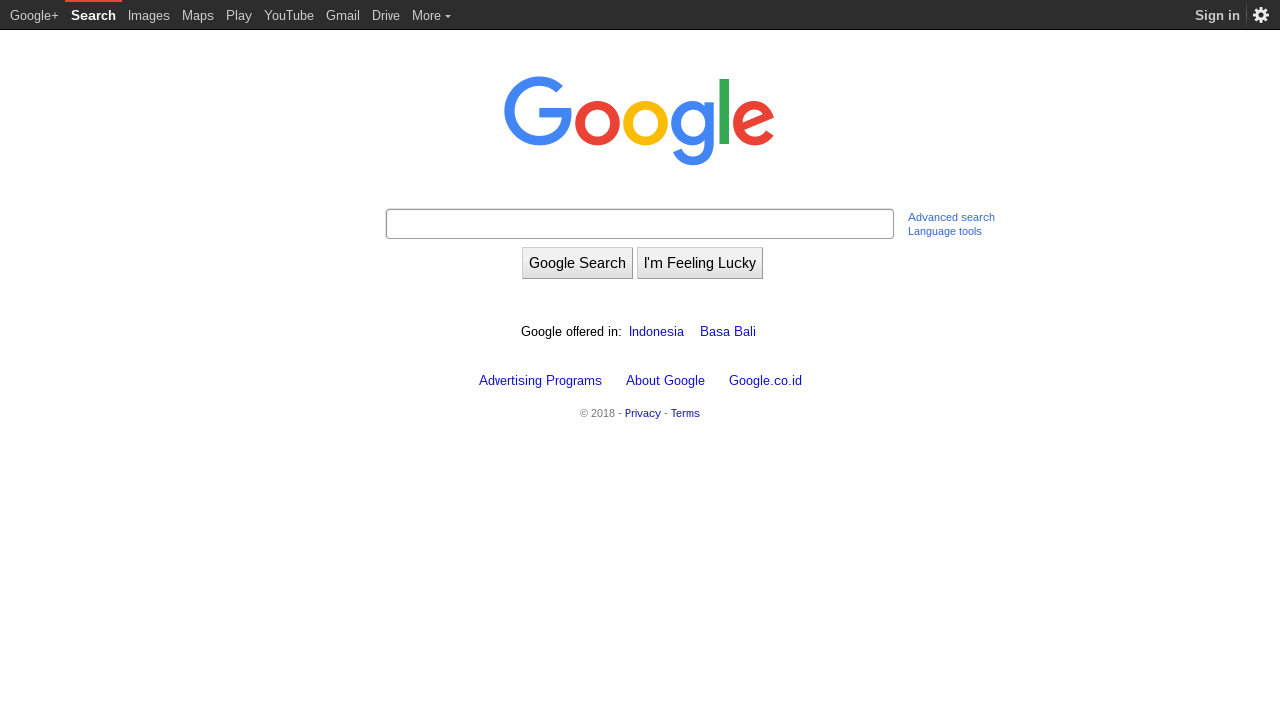 Google+ Search Images Maps Play YouTube Gmail Drive More Sign in
Google
Advanced search
Language tools
Google Search I'm Feeling Lucky
Google offered in: Indonesia Basa Bali
Advertising Programs About Google Google.co.id
© 2018 - Privacy - Terms